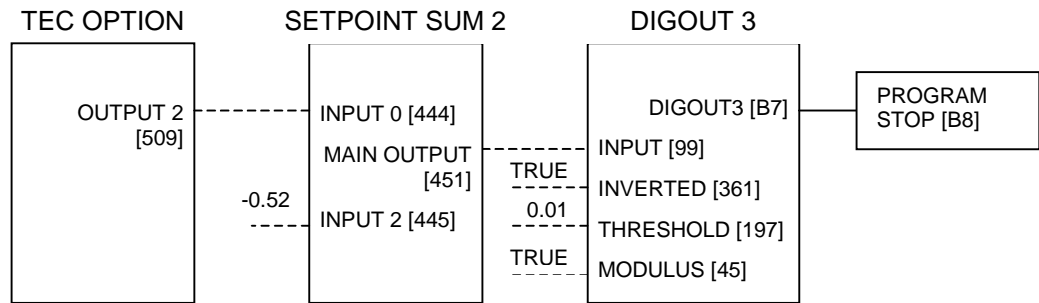 TEC OPTION
SETPOINT SUM 2
DIGOUT 3
OUTPUT 2
[509]
INPUT 0 [444]
MAIN OUTPUT
[451]
-0.52
INPUT 2 [445]
DIGOUT3 [B7]
INPUT [99]
TRUE
INVERTED [361]
0.01
THRESHOLD [197]
TRUE
MODULUS [45]
PROGRAM
STOP [B8]